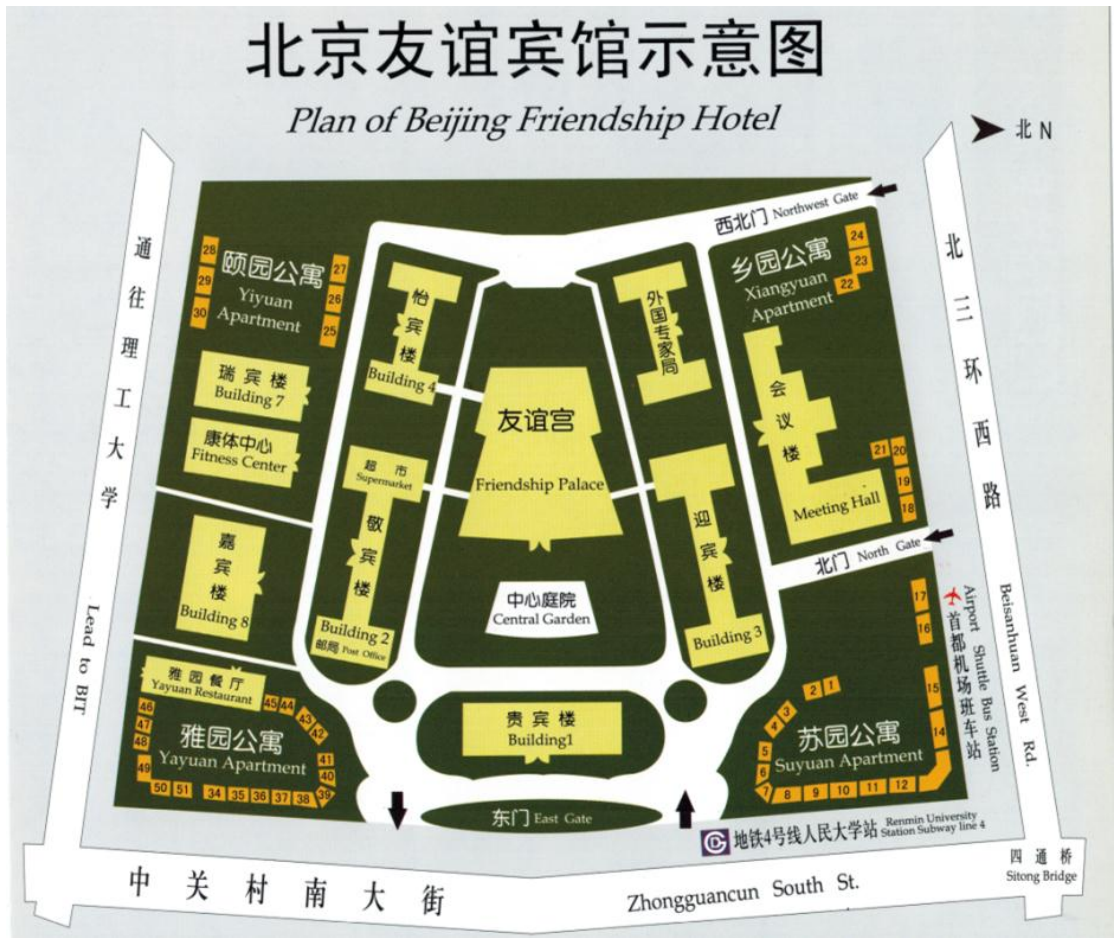 北京友谊宾馆示意图
Plan of Beijing Friendship Hotel
北 N
西北门 Northwest Gate
通往理工大学
Lead to BIT
28
29
30
颐园公寓
Yiyuan
Apartment
27
26
25
怡宾楼
Building 4
外国专家局
乡园公寓
Xiangyuan
Apartment
24
23
22
北三环西路
Beisanhuan West Rd.
瑞宾楼
Building 7
康体中心
Fitness Center
友谊宫
Friendship Palace
会议楼
Meeting Hall
21
20
19
18
超市
Supermarket
敬宾楼
Building 2
邮局 Post Office
迎宾楼
Building 3
北门 North Gate
嘉宾楼
Building 8
中心庭院
Central Garden
17
16
首都机场班车站
Airport Shuttle Bus Station
雅园餐厅
Yayuan Restaurant
46
47
48
49
50
51
45
44
43
42
41
40
39
雅园公寓
Yayuan Apartment
34
35
36
37
38
贵宾楼
Building1
2
1
3
4
5
6
7
苏园公寓
Suyuan Apartment
15
14
8
9
10
11
12
东门 East Gate
地铁4号线人民大学站
Renmin University
Station Subway line 4
四通桥
Sitong Bridge
中关村南大街
Zhongguancun South St.